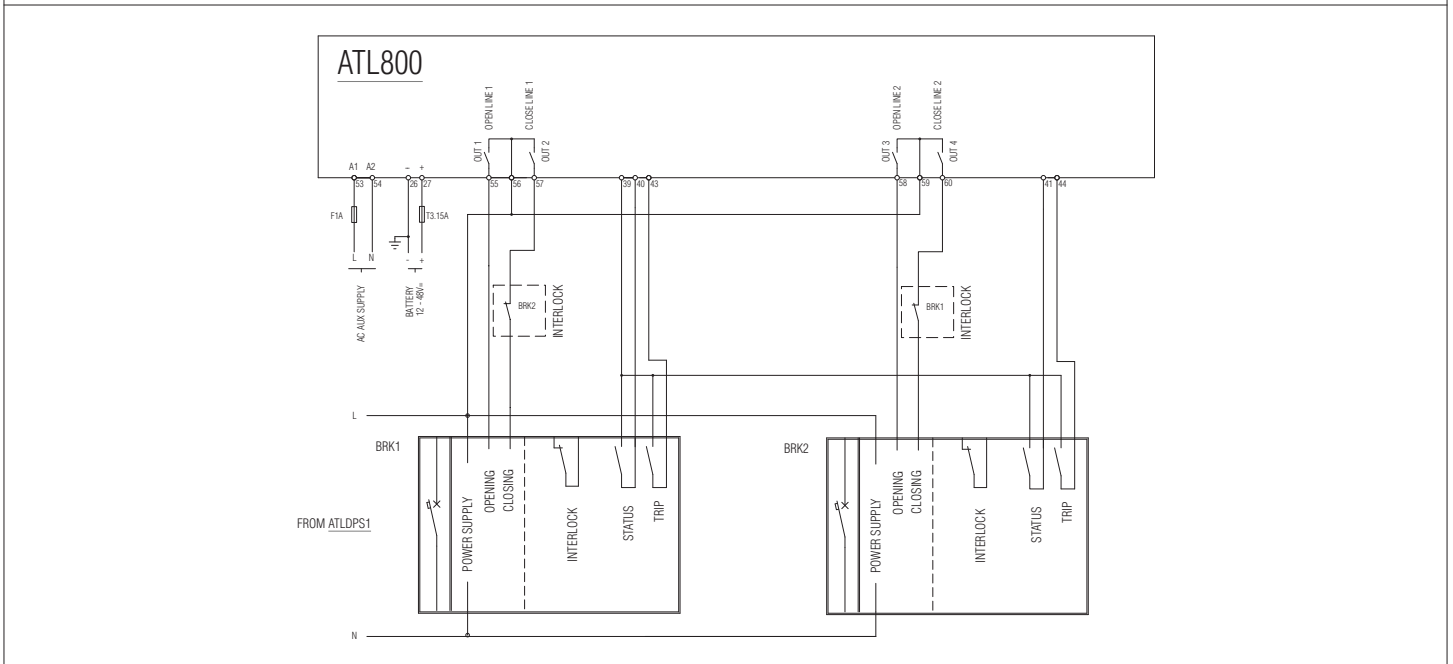 ATL800
OPEN LINE 1
CLOSE LINE 1
OPEN LINE 2
CLOSE LINE 2
OUT 1
OUT 2
OUT 3
OUT 4
A1 A2 - +
53 54 26 27 55 56 57 39 40 43 58 59 60 41 44
F1A
T3.15A
L N - +
AC AUX SUPPLY
BATTERY
12 - 48V=
BRK2
INTERLOCK
BRK1
INTERLOCK
L
BRK1
BRK2
POWER SUPPLY
OPENING
CLOSING
INTERLOCK
STATUS
TRIP
POWER SUPPLY
OPENING
CLOSING
INTERLOCK
STATUS
TRIP
FROM ATLDPS1
N